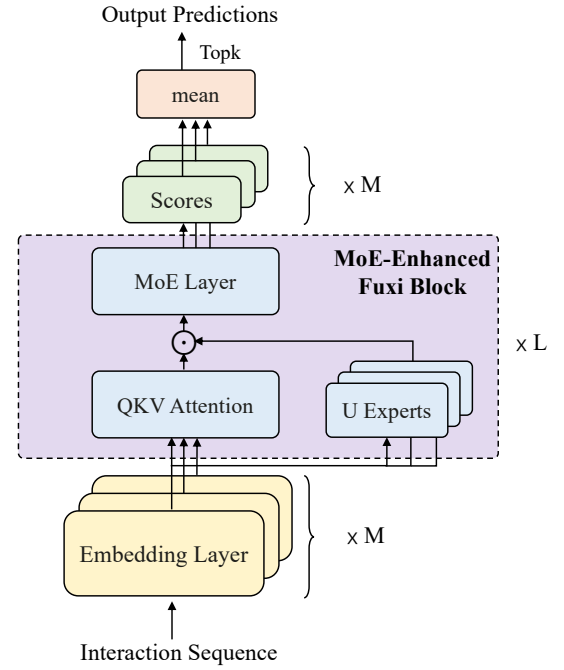 Output Predictions
Topk
mean
Scores
× M
MoE-Enhanced
Fuxi Block
MoE Layer
⊙
× L
QKV Attention
U Experts
Embedding Layer
× M
Interaction Sequence